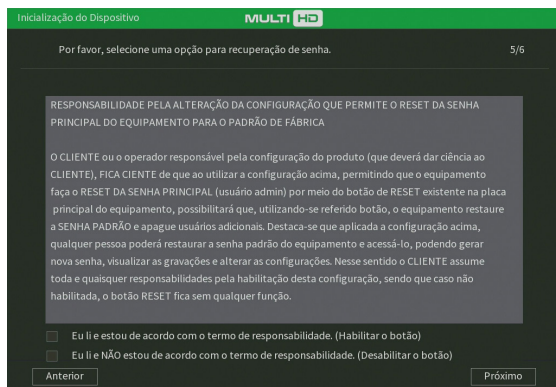 Inicialização do Dispositivo
MULTI HD
Por favor, selecione uma opção para recuperação de senha.
5/6
RESPONSABILIDADE PELA ALTERAÇÃO DA CONFIGURAÇÃO QUE PERMITE O RESET DA SENHA
PRINCIPAL DO EQUIPAMENTO PARA O PADRÃO DE FÁBRICA
O CLIENTE ou o operador responsável pela configuração do produto (que deverá dar ciência ao
CLIENTE), FICA CIENTE de que ao utilizar a configuração acima, permitindo que o equipamento
faça o RESET DA SENHA PRINCIPAL (usuário admin) por meio do botão de RESET existente na placa
principal do equipamento, possibilitará que, utilizando-se referido botão, o equipamento restaure
a SENHA PADRÃO e apague usuários adicionais. Destaca-se que aplicada a configuração acima,
qualquer pessoa poderá restaurar a senha padrão do equipamento e acessá-lo, podendo gerar
nova senha, visualizar as gravações e alterar as configurações. Nesse sentido o CLIENTE assume
toda e quaisquer responsabilidades pela habilitação desta configuração, sendo que caso não
habilitada, o botão RESET fica sem qualquer função.
Eu li e estou de acordo com o termo de responsabilidade. (Habilitar o botão)
Eu li e NÃO estou de acordo com o termo de responsabilidade. (Desabilitar o botão)
Anterior
Próximo